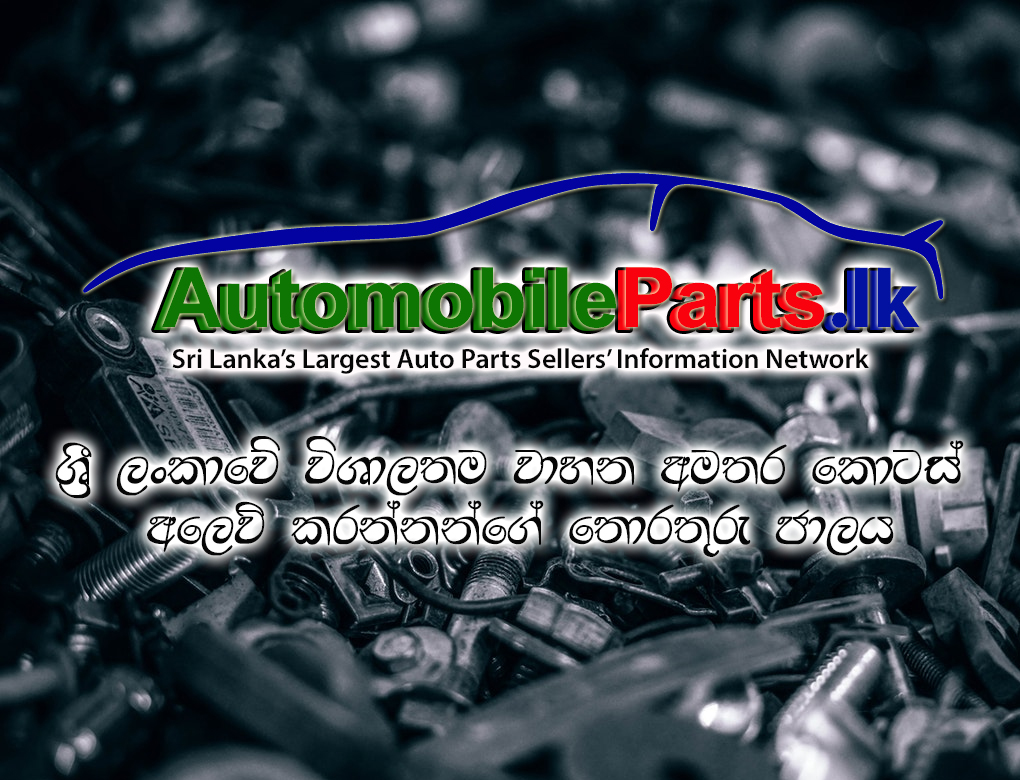 AutomobileParts.lk
Sri Lanka's Largest Auto Parts Sellers' Information Network
ශ්‍රී ලංකාවේ විශාලතම වාහන අමතර කොටස්
අලෙවි කරන්නන්ගේ තොරතුරු ජාලය